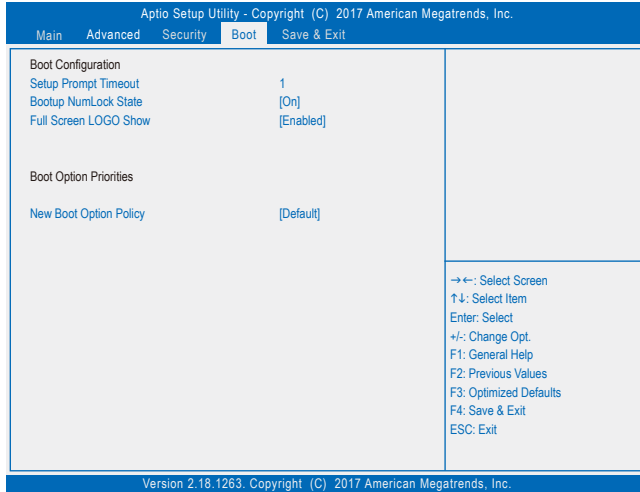 Aptio Setup Utility - Copyright (C) 2017 American Megatrends, Inc.
Main Advanced Security Boot Save & Exit
Boot Configuration
Setup Prompt Timeout 1
Bootup NumLock State [On]
Full Screen LOGO Show [Enabled]
Boot Option Priorities
New Boot Option Policy [Default]
→←: Select Screen
↑↓: Select Item
Enter: Select
+/-: Change Opt.
F1: General Help
F2: Previous Values
F3: Optimized Defaults
F4: Save & Exit
ESC: Exit
Version 2.18.1263. Copyright (C) 2017 American Megatrends, Inc.